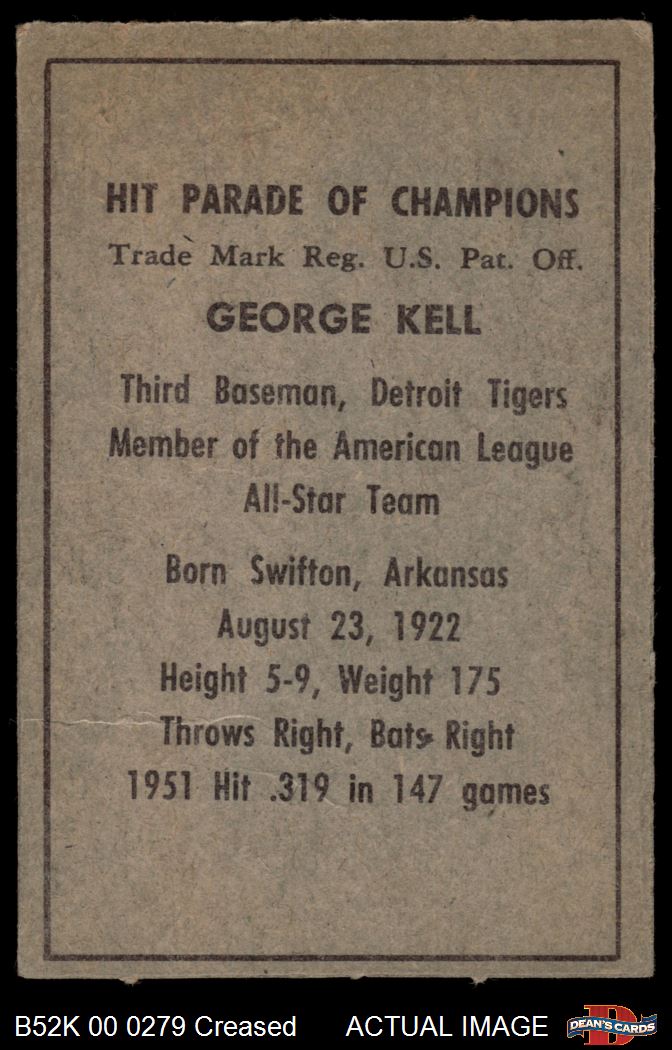 HIT PARADE OF CHAMPIONS
Trade Mark Reg. U.S. Pat. Off.
GEORGE KELL
Third Baseman, Detroit Tigers
Member of the American League
All-Star Team
Born Swifton, Arkansas
August 23, 1922
Height 5-9, Weight 175
Throws Right, Bats Right
1951 Hit .319 in 147 games
B52K 00 0279 Creased ACTUAL IMAGE
D
DEAN'S CARDS